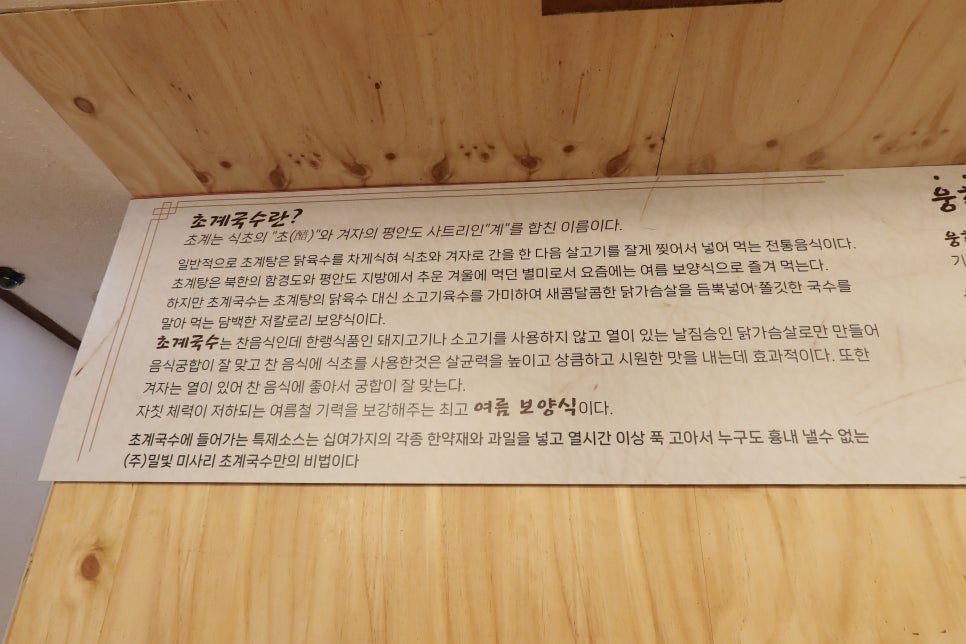 초계국수란?
초계는 식초의 "초(醋)"와 겨자의 평안도 사트리인"계"를 합친 이름이다.
일반적으로 초계탕은 닭육수를 차게식혀 식초와 겨자로 간을 한 다음 살고기를 잘게 찢어서 넣어 먹는 전통음식이다.
초계탕은 북한의 함경도와 평안도 지방에서 추운 겨울에 먹던 별미로서 요즘에는 여름 보양식으로 즐겨 먹는다.
하지만 초계국수는 초계탕의 닭육수 대신 소고기육수를 가미하여 새콤달콤한 닭가슴살을 듬뿍넣어 쫄깃한 국수를
말아 먹는 담백한 저칼로리 보양식이다.
초계국수는 찬음식인데 한랭식품인 돼지고기나 소고기를 사용하지 않고 열이 있는 날짐승인 닭가슴살로만 만들어
음식궁합이 잘 맞고 찬 음식에 식초를 사용한것은 살균력을 높이고 상큼하고 시원한 맛을 내는데 효과적이다. 또한
겨자는 열이 있어 찬 음식에 좋아서 궁합이 잘 맞는다.
자칫 체력이 저하되는 여름철 기력을 보강해주는 최고 여름 보양식이다.
초계국수에 들어가는 특제소스는 십여가지의 각종 한약재와 과일을 넣고 열시간 이상 푹 고아서 누구도 흉내 낼수 없는
(주)밀빛 미사리 초계국수만의 비법이다